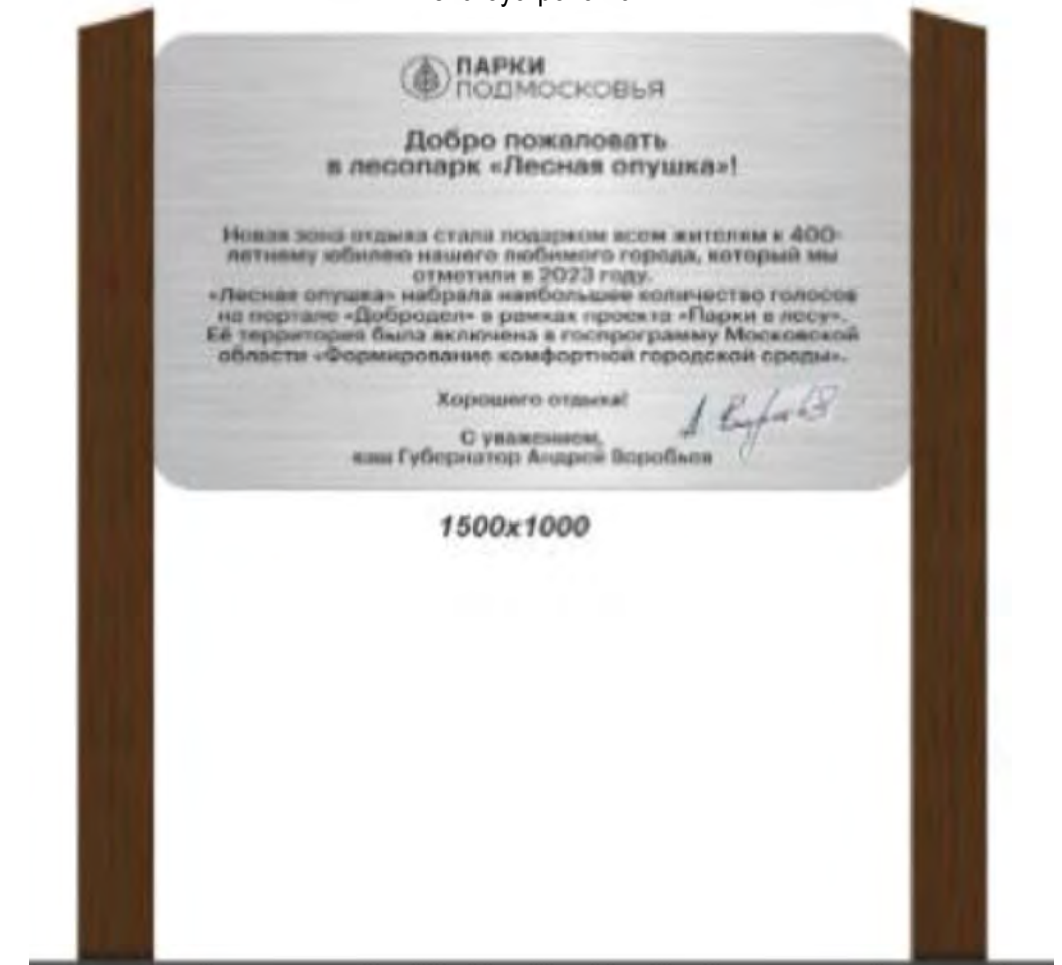 ПАРКИ
ПОДМОСКОВЬЯ
Добро пожаловать
в лесопарк «Лесная опушка»!
Новая зона отдыха стала подарком всем жителям к 400-
летнему юбилею нашего любимого города, который мы
отметили в 2023 году.
«Лесная опушка» набрала наибольшее количество голосов
на портале «Добродел» в рамках проекта «Парки в лесу».
Её территория была включена в госпрограмму Московской
области «Формирование комфортной городской среды».
Хорошего отдыха!
С уважением,
ваш Губернатор Андрей Воробьев
1500х1000